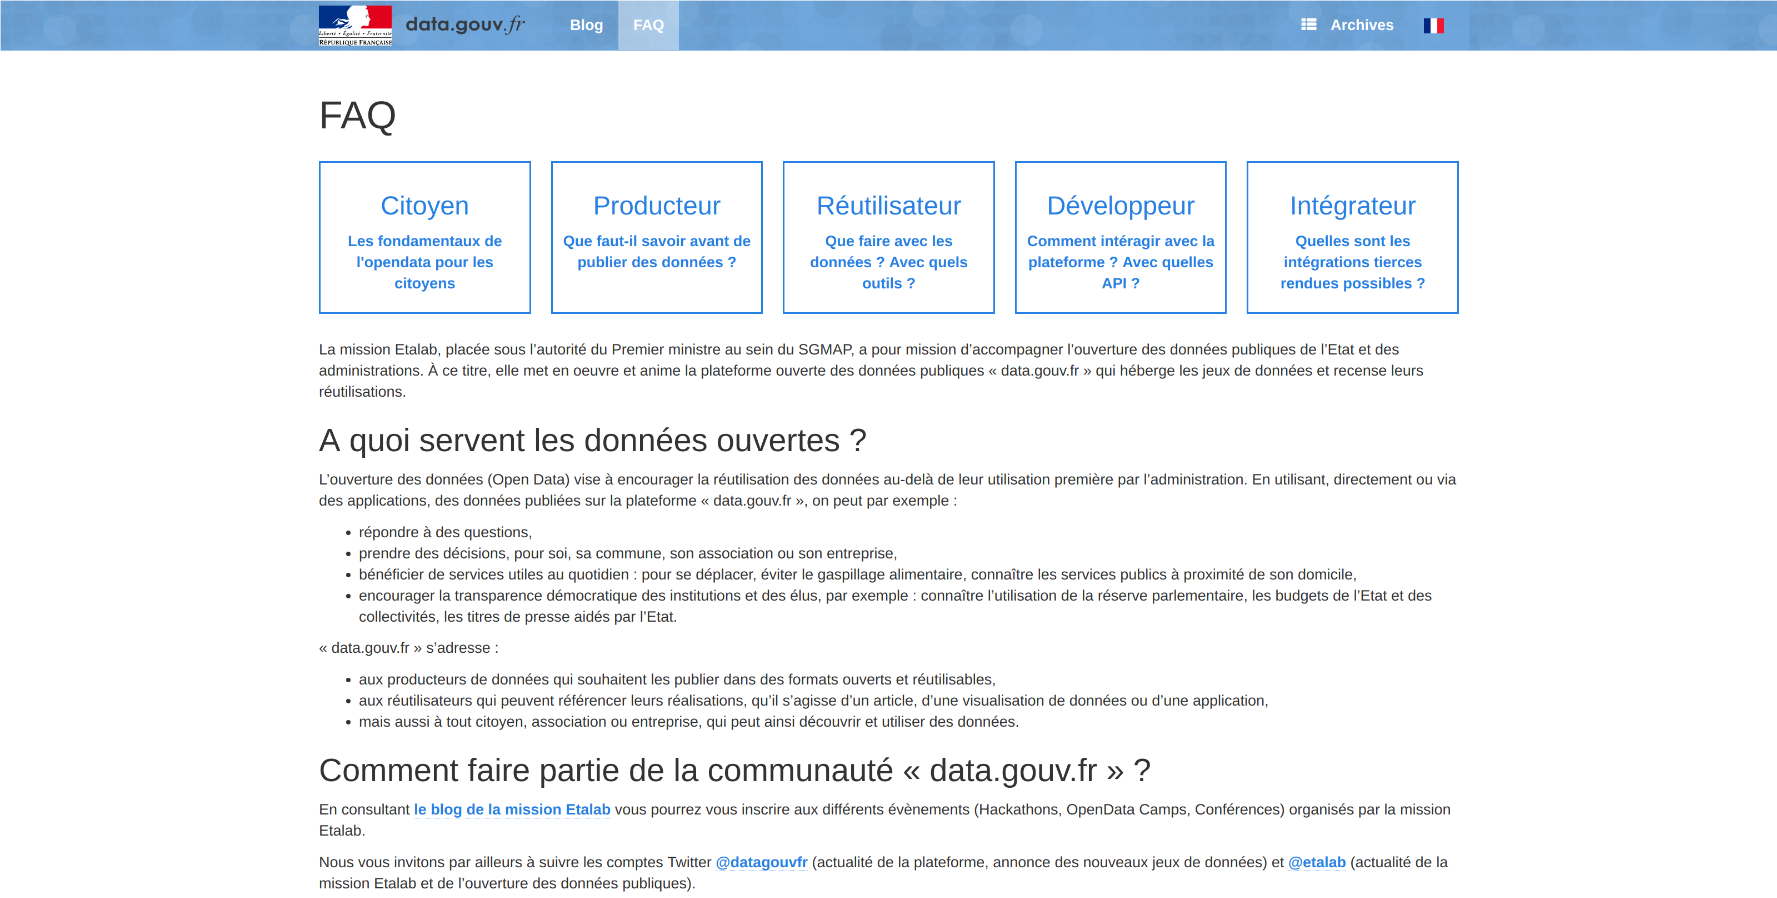 Liberté • Égalité • Fraternité
RÉPUBLIQUE FRANÇAISE
data.gouv.fr
Blog
FAQ
Archives
FAQ
Citoyen
Les fondamentaux de
l'opendata pour les
citoyens
Producteur
Que faut-il savoir avant de
publier des données ?
Réutilisateur
Que faire avec les
données ? Avec quels
outils ?
Développeur
Comment intéragir avec la
plateforme ? Avec quelles
API ?
Intégrateur
Quelles sont les
intégrations tierces
rendues possibles ?
La mission Etalab, placée sous l’autorité du Premier ministre au sein du SGMAP, a pour mission d’accompagner l’ouverture des données publiques de l’Etat et des
administrations. À ce titre, elle met en oeuvre et anime la plateforme ouverte des données publiques « data.gouv.fr » qui héberge les jeux de données et recense leurs
réutilisations.
A quoi servent les données ouvertes ?
L’ouverture des données (Open Data) vise à encourager la réutilisation des données au-delà de leur utilisation première par l’administration. En utilisant, directement ou via
des applications, des données publiées sur la plateforme « data.gouv.fr », on peut par exemple :
• répondre à des questions,
• prendre des décisions, pour soi, sa commune, son association ou son entreprise,
• bénéficier de services utiles au quotidien : pour se déplacer, éviter le gaspillage alimentaire, connaître les services publics à proximité de son domicile,
• encourager la transparence démocratique des institutions et des élus, par exemple : connaître l’utilisation de la réserve parlementaire, les budgets de l’Etat et des
collectivités, les titres de presse aidés par l’Etat.
« data.gouv.fr » s’adresse :
• aux producteurs de données qui souhaitent les publier dans des formats ouverts et réutilisables,
• aux réutilisateurs qui peuvent référencer leurs réalisations, qu’il s’agisse d’un article, d’une visualisation de données ou d’une application,
• mais aussi à tout citoyen, association ou entreprise, qui peut ainsi découvrir et utiliser des données.
Comment faire partie de la communauté « data.gouv.fr » ?
En consultant le blog de la mission Etalab vous pourrez vous inscrire aux différents évènements (Hackathons, OpenData Camps, Conférences) organisés par la mission
Etalab.
Nous vous invitons par ailleurs à suivre les comptes Twitter @datagouvfr (actualité de la plateforme, annonce des nouveaux jeux de données) et @etalab (actualité de la
mission Etalab et de l’ouverture des données publiques).